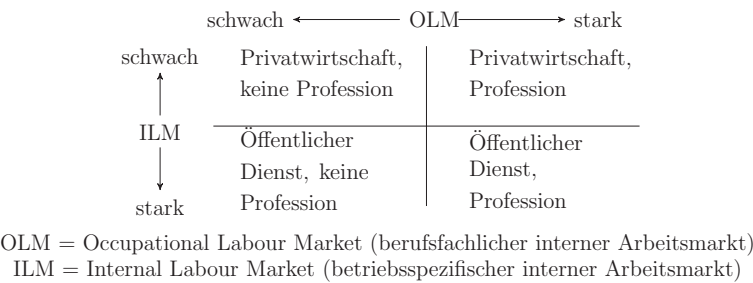 schwach OLM stark
schwach
Privatwirtschaft,
keine Profession
Privatwirtschaft,
Profession
ILM
Öffentlicher
Dienst, keine
Profession
Öffentlicher
Dienst,
Profession
stark
OLM = Occupational Labour Market (berufsfachlicher interner Arbeitsmarkt)
ILM = Internal Labour Market (betriebsspezifischer interner Arbeitsmarkt)